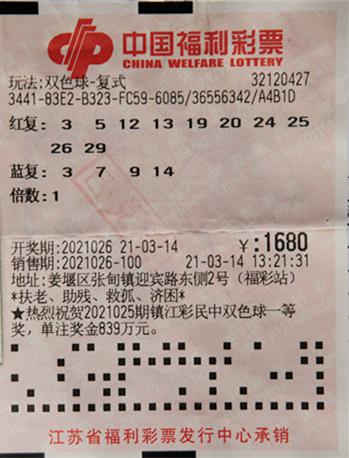 中国福利彩票
CHINA WELFARE LOTTERY
玩法:双色球-复式 32120427
3441-83E2-B323-FC59-6085/36556342/A4B1D
红复: 3 5 12 13 19 20 24 25
26 29
蓝复: 3 7 9 14
倍数:1
开奖期:2021026 21-03-14 ¥:1680
销售期:2021026-100 21-03-14 13:21:31
地址:姜堰区张甸镇迎宾路东侧2号(福彩站)
*扶老、助残、救孤、济困*
★热烈祝贺2021025期镇江彩民中双色球一等
奖,单注奖金839万元。
江苏省福利彩票发行中心承销